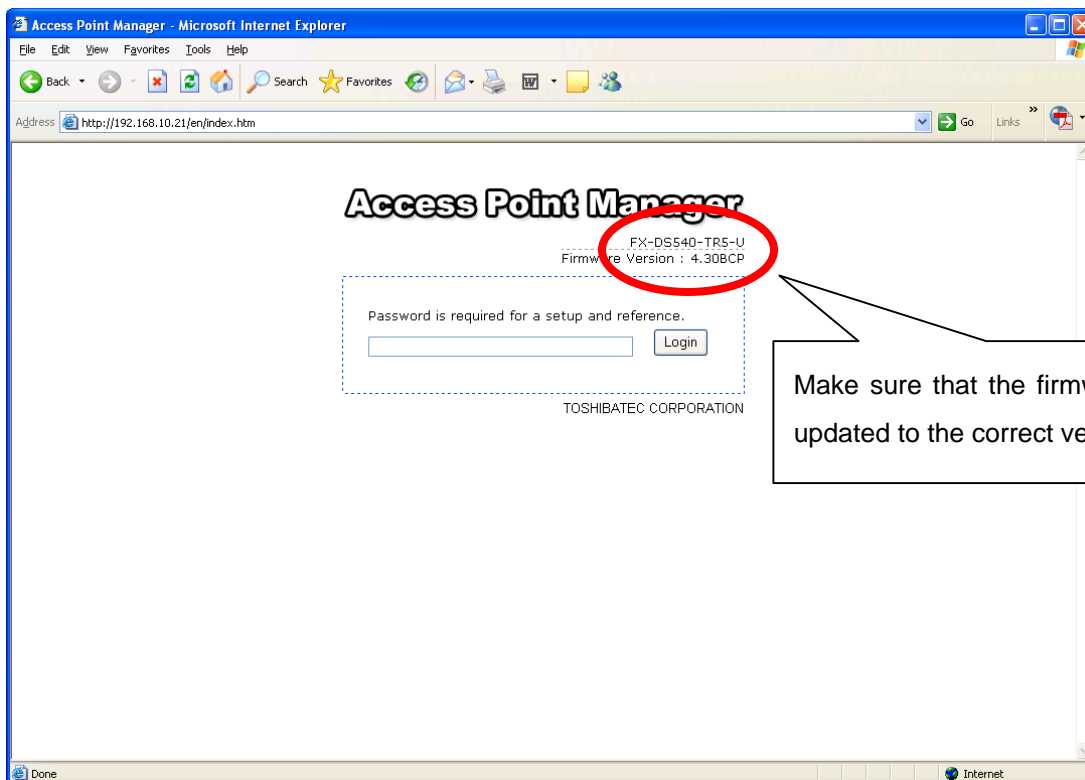 Access Point Manager - Microsoft Internet Explorer
File Edit View Favorites Tools Help
Back Search Favorites
Address http://192.168.10.21/en/index.htm Go Links »
Access Point Manager
FX-DS540-TR5-U
Firmware Version : 4.30BCP
Password is required for a setup and reference.
Login
TOSHIBATEC CORPORATION
Make sure that the
updated to the correct
Done Internet